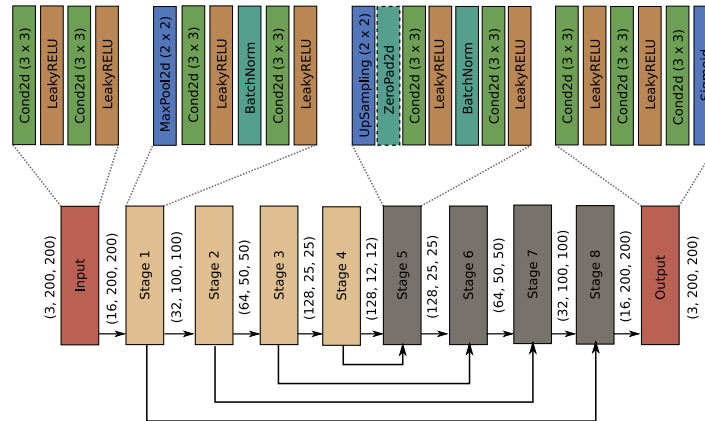 Cond2d (3 x 3)
LeakyRELU
Cond2d (3 x 3)
LeakyRELU
MaxPool2d (2 x 2)
Cond2d (3 x 3)
LeakyRELU
BatchNorm
Cond2d (3 x 3)
LeakyRELU
UpSampling (2 x 2)
ZeroPad2d
Cond2d (3 x 3)
LeakyRELU
BatchNorm
Cond2d (3 x 3)
LeakyRELU
Cond2d (3 x 3)
LeakyRELU
Cond2d (3 x 3)
LeakyRELU
Cond2d (3 x 3)
Sigmoid
(3, 200, 200)
Input
(16, 200, 200)
Stage 1
(32, 100, 100)
Stage 2
(64, 50, 50)
Stage 3
(128, 25, 25)
Stage 4
(128, 12, 12)
Stage 5
(128, 25, 25)
Stage 6
(64, 50, 50)
Stage 7
(32, 100, 100)
Stage 8
(16, 200, 200)
Output
(3, 200, 200)